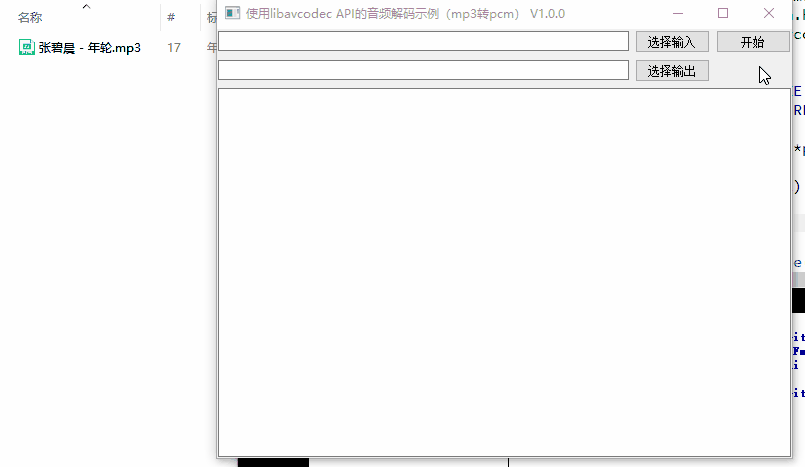 名称
#
标
张碧晨 - 年轮.mp3
17
年
使用libavcodec API的音频解码示例（mp3转pcm） V1.0.0
选择输入
开始
选择输出